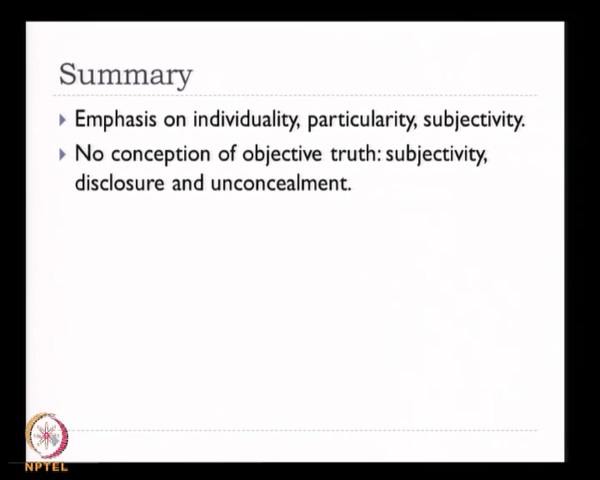 Summary
Emphasis on individuality, particularity, subjectivity.
No conception of objective truth: subjectivity,
disclosure and unconcealment.
NPTEL